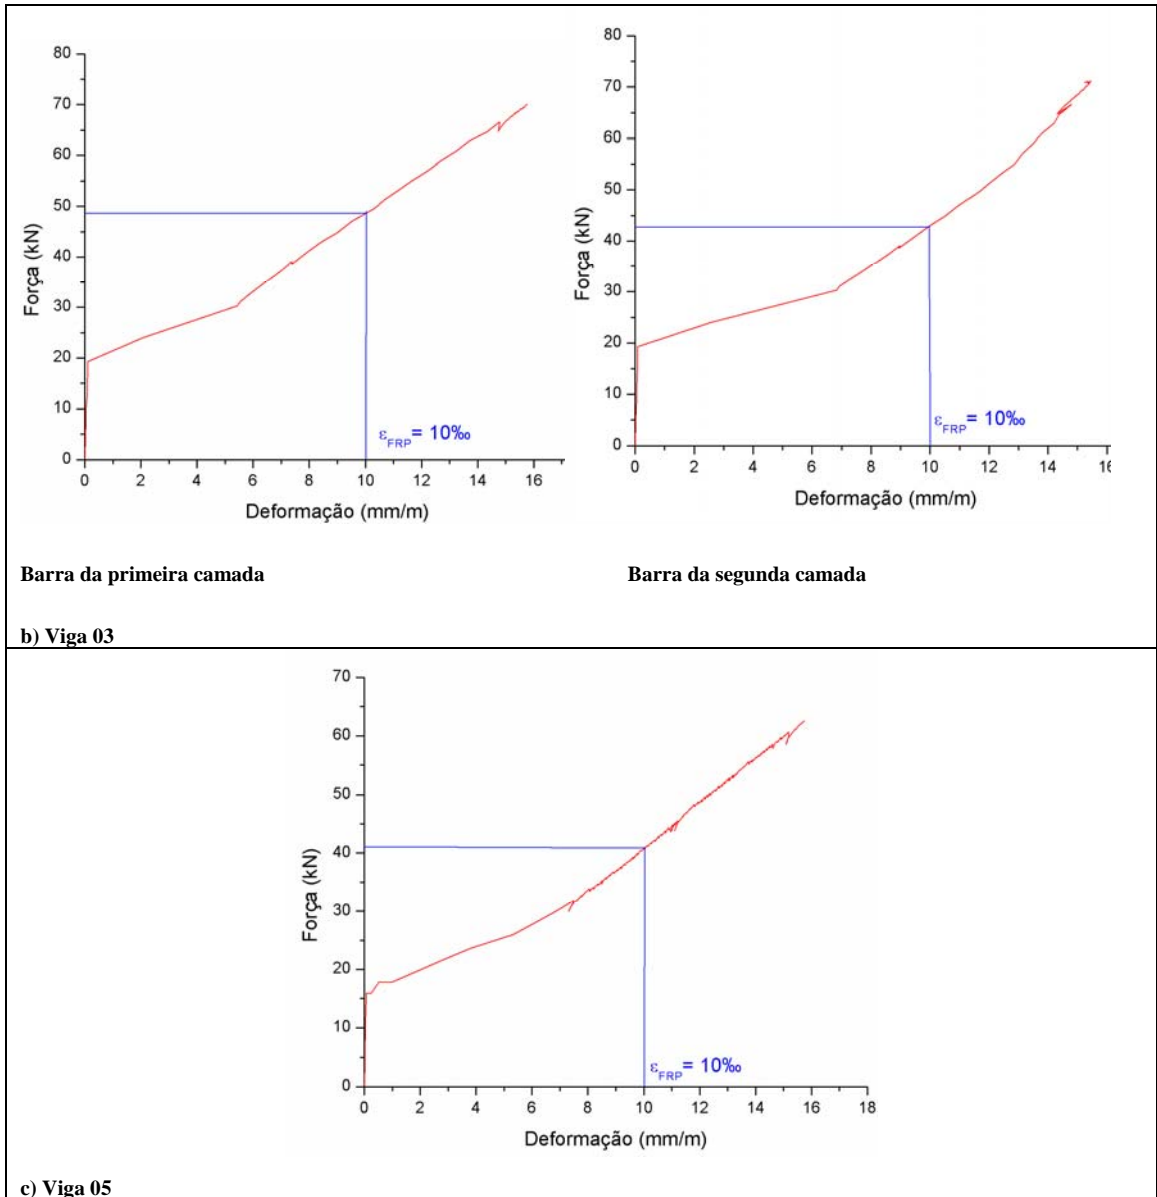 80
70
60
50
40
30
20
10
0
Força (kN)
0 2 4 6 8 10 12 14 16
Deformação (mm/m)
εFRP= 10‰
80
70
60
50
40
30
20
10
0
Força (kN)
0 2 4 6 8 10 12 14 16
Deformação (mm/m)
εFRP= 10‰
Barra da primeira camada
Barra da segunda camada
b) Viga 03
70
60
50
40
30
20
10
0
Força (kN)
0 2 4 6 8 10 12 14 16 18
Deformação (mm/m)
εFRP= 10‰
c) Viga 05